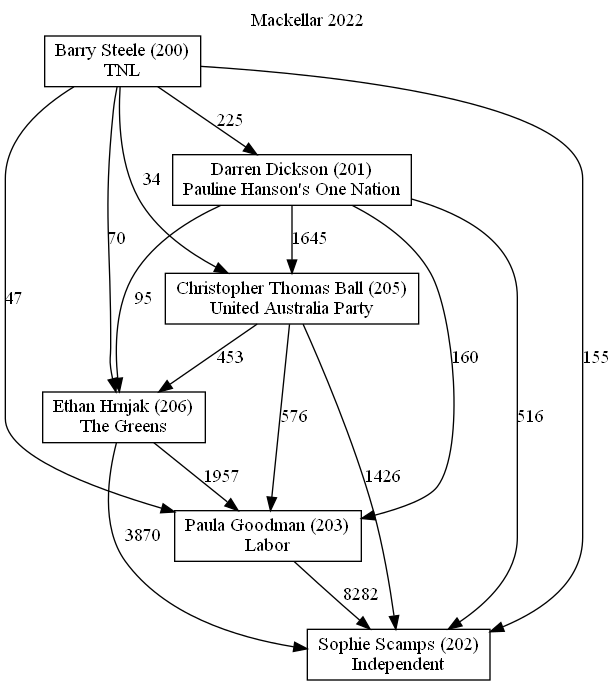 Mackellar 2022
Barry Steele (200)
TNL
225
Darren Dickson (201)
Pauline Hanson's One Nation
34
70
1645
95
47
Christopher Thomas Ball (205)
United Australia Party
453
160
155
Ethan Hrnjak (206)
The Greens
576
516
1957
1426
3870
Paula Goodman (203)
Labor
8282
Sophie Scamps (202)
Independent